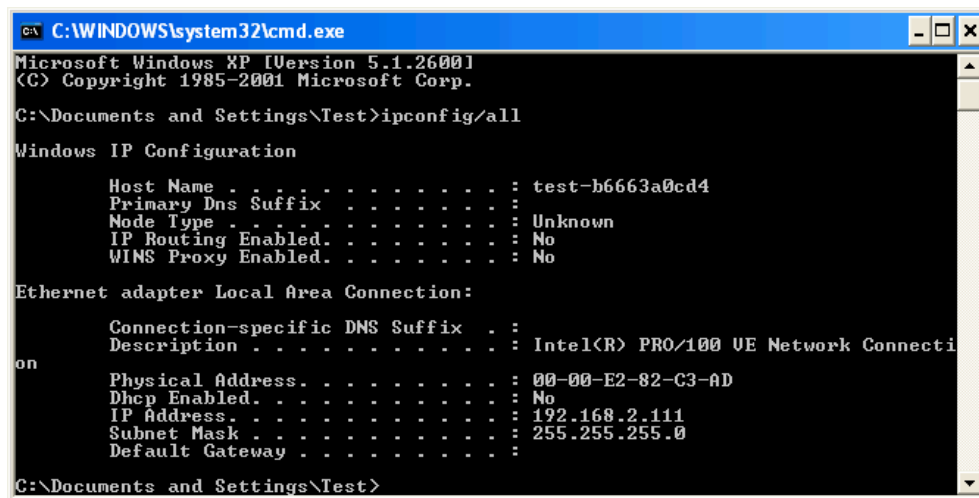 C:\WINDOWS\system32\cmd.exe
Microsoft Windows XP [Version 5.1.2600]
(C) Copyright 1985-2001 Microsoft Corp.
C:\Documents and Settings\Test>ipconfig/all
Windows IP Configuration
Host Name . . . . . . . . . . . . : test-b6663a0cd4
Primary Dns Suffix . . . . . . . :
Node Type . . . . . . . . . . . . : Unknown
IP Routing Enabled. . . . . . . . : No
WINS Proxy Enabled. . . . . . . . : No
Ethernet adapter Local Area Connection:
Connection-specific DNS Suffix . :
Description . . . . . . . . . . . : Intel(R) PRO/100 VE Network Connecti
on
Physical Address. . . . . . . . . : 00-00-E2-82-C3-AD
Dhcp Enabled. . . . . . . . . . . : No
IP Address. . . . . . . . . . . . : 192.168.2.111
Subnet Mask . . . . . . . . . . . : 255.255.255.0
Default Gateway . . . . . . . . . :
C:\Documents and Settings\Test>